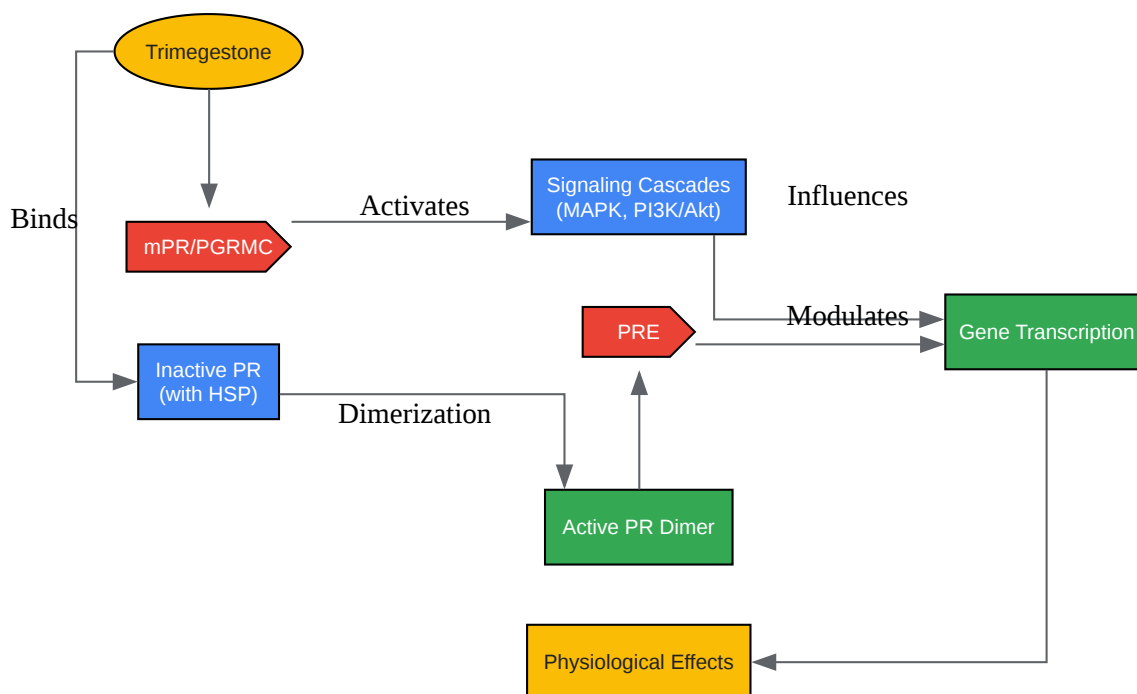 Trimegestone
Binds
mPR/PGRMC
Activates
Signaling Cascades
(MAPK, PI3K/Akt)
Influences
Inactive PR
(with HSP)
Dimerization
PRE
Modulates
Gene Transcription
Active PR Dimer
Physiological Effects